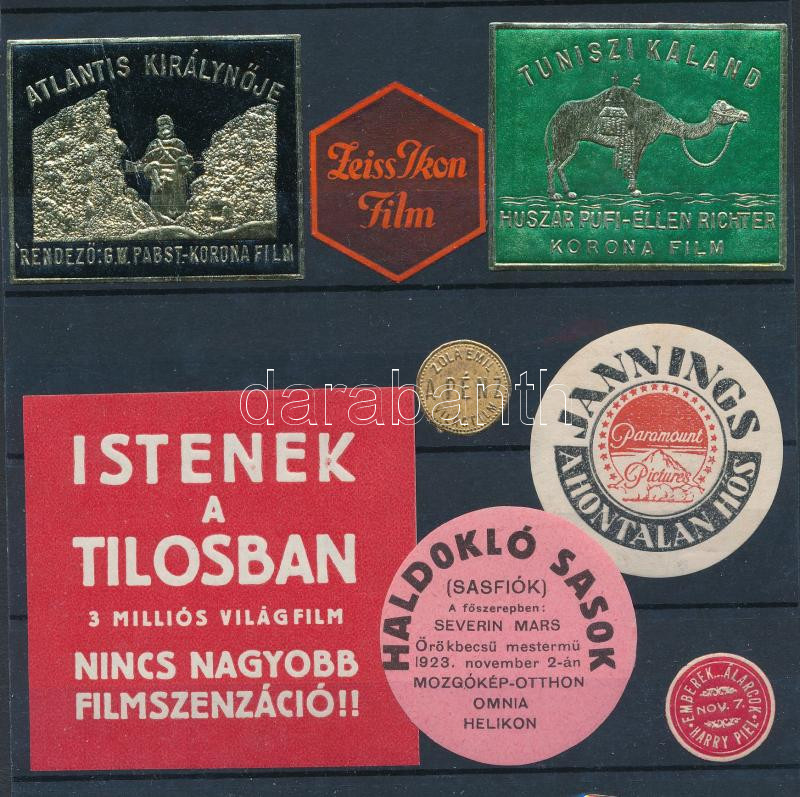 ATLANTIS KIRÁLYNŐJE
RENDEZŐ: G.W. PABST-KORONA FILM
Zeiss Ikon
Film
TUNISZI KALAND
HUSZÁR PUFI-ELLEN RICHTER
KORONA FILM
ZOLA EMIL
A PÉNZ
VILÁGFILM
JANNINGS
Paramount
Pictures
A HONTALAN HŐS
darabanth
ISTENEK
A
TILOSBAN
3 MILLIÓS VILÁGFILM
NINCS NAGYOBB
FILMSZENZÁCIÓ!!
HALDOKLÓ SASOK
(SASFIÓK)
A főszerepben:
SEVERIN MARS
Örökbecsű mestermű
1923. november 2-án
MOZGÓKÉP-OTTHON
OMNIA
HELIKON
EMBEREK...ÁLARCOK
NOV. 7.
HARRY PIEL